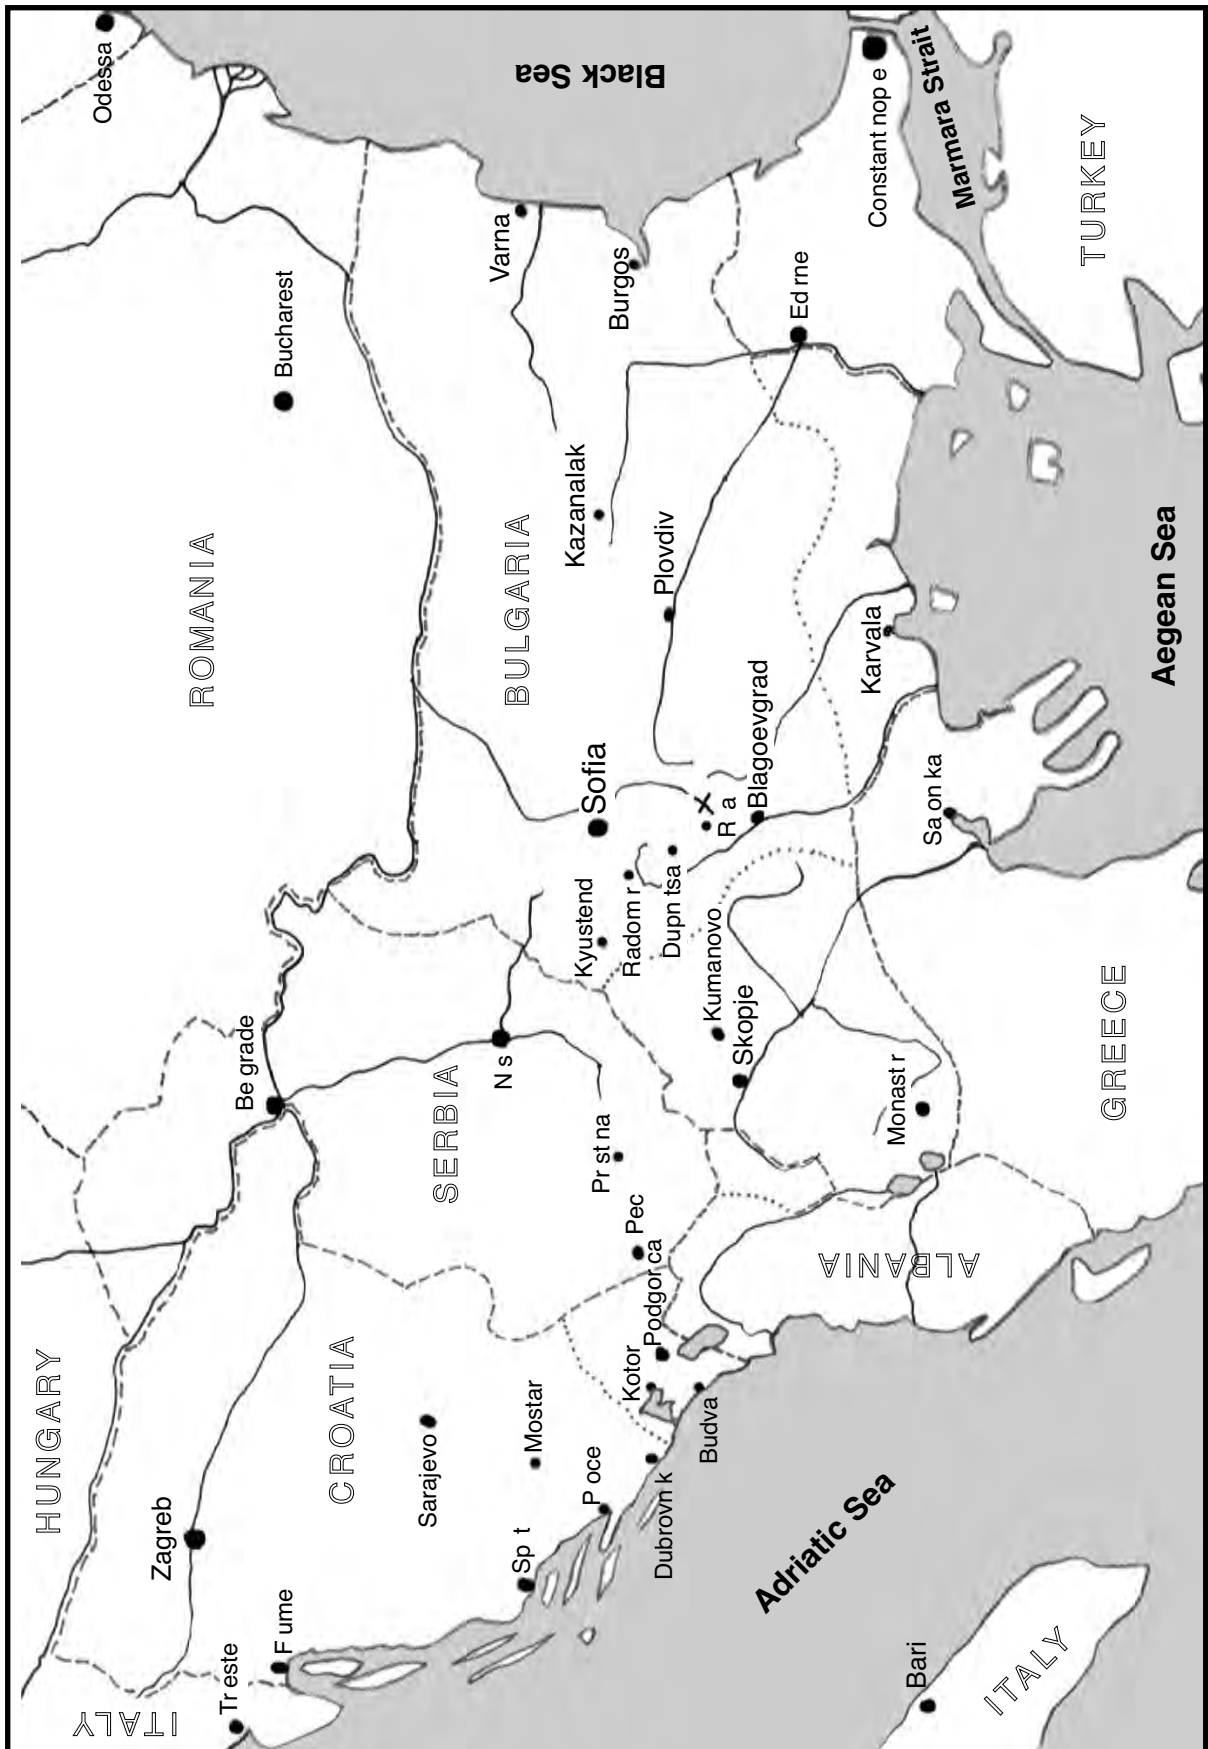 HUNGARY
Odessa
ITALY
Zagreb
ROMANIA
Tr este
Be grade
F ume
Bucharest
CROATIA
Sarajevo
SERBIA
Varna
N s
BULGARIA
Sp t
Mostar
Black Sea
Kazanalak
Kyustend
P oce
Sofia
Pr st na
Burgos
Kotor
Radom r
Pec
Podgor ca
Dubrovn k
Plovdiv
Dupn tsa
Budva
Kumanovo
R a
Skopje
Blagoevgrad
Ed rne
Adriatic Sea
ALBANIA
Karvala
Constant nop e
Monast r
Bari
Sa on ka
Marmara Strait
ITALY
TURKEY
GREECE
Aegean Sea